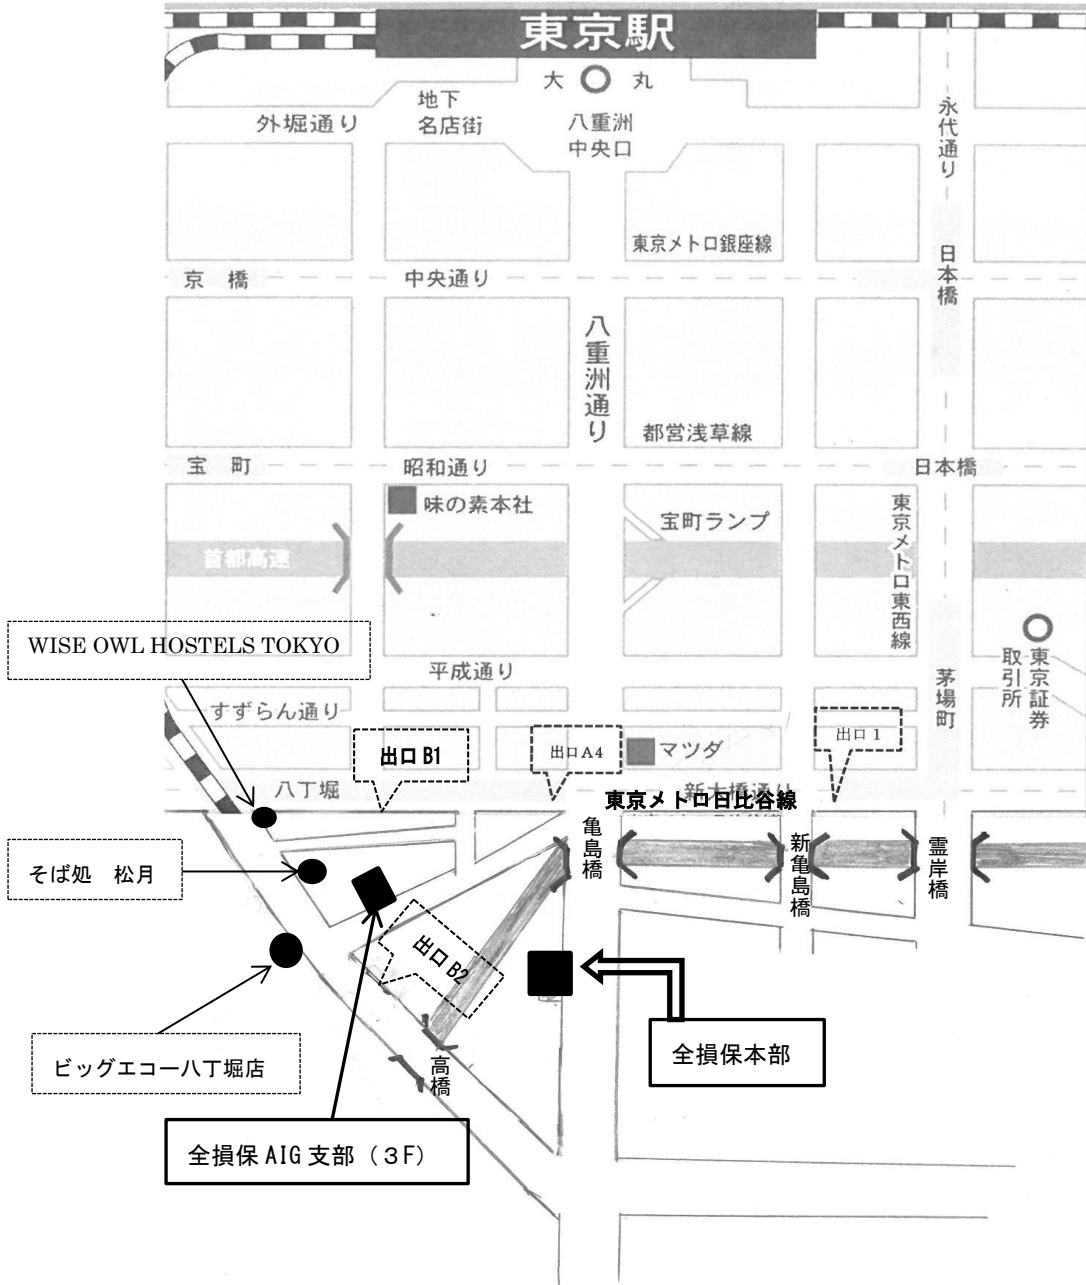 東京駅
大 丸
地下
名店街
外堀通り
八重洲
中央口
永代通り
東京メトロ銀座線
日本橋
京 橋
中央通り
八重洲通り
都営浅草線
宝 町
昭和通り
日本橋
味の素本社
宝町ランプ
東京メトロ東西線
首都高速
WISE OWL HOSTELS TOKYO
平成通り
東京証券
取引所
茅場町
すずらん通り
出口 B1
出口 A4
マツダ
出口 1
八丁堀
新大橋通り
東京メトロ日比谷線
亀島橋
新亀島橋
霊岸橋
そば処 松月
出口 B2
ビッグエコー八丁堀店
高橋
全損保本部
全損保 AIG 支部（３F）